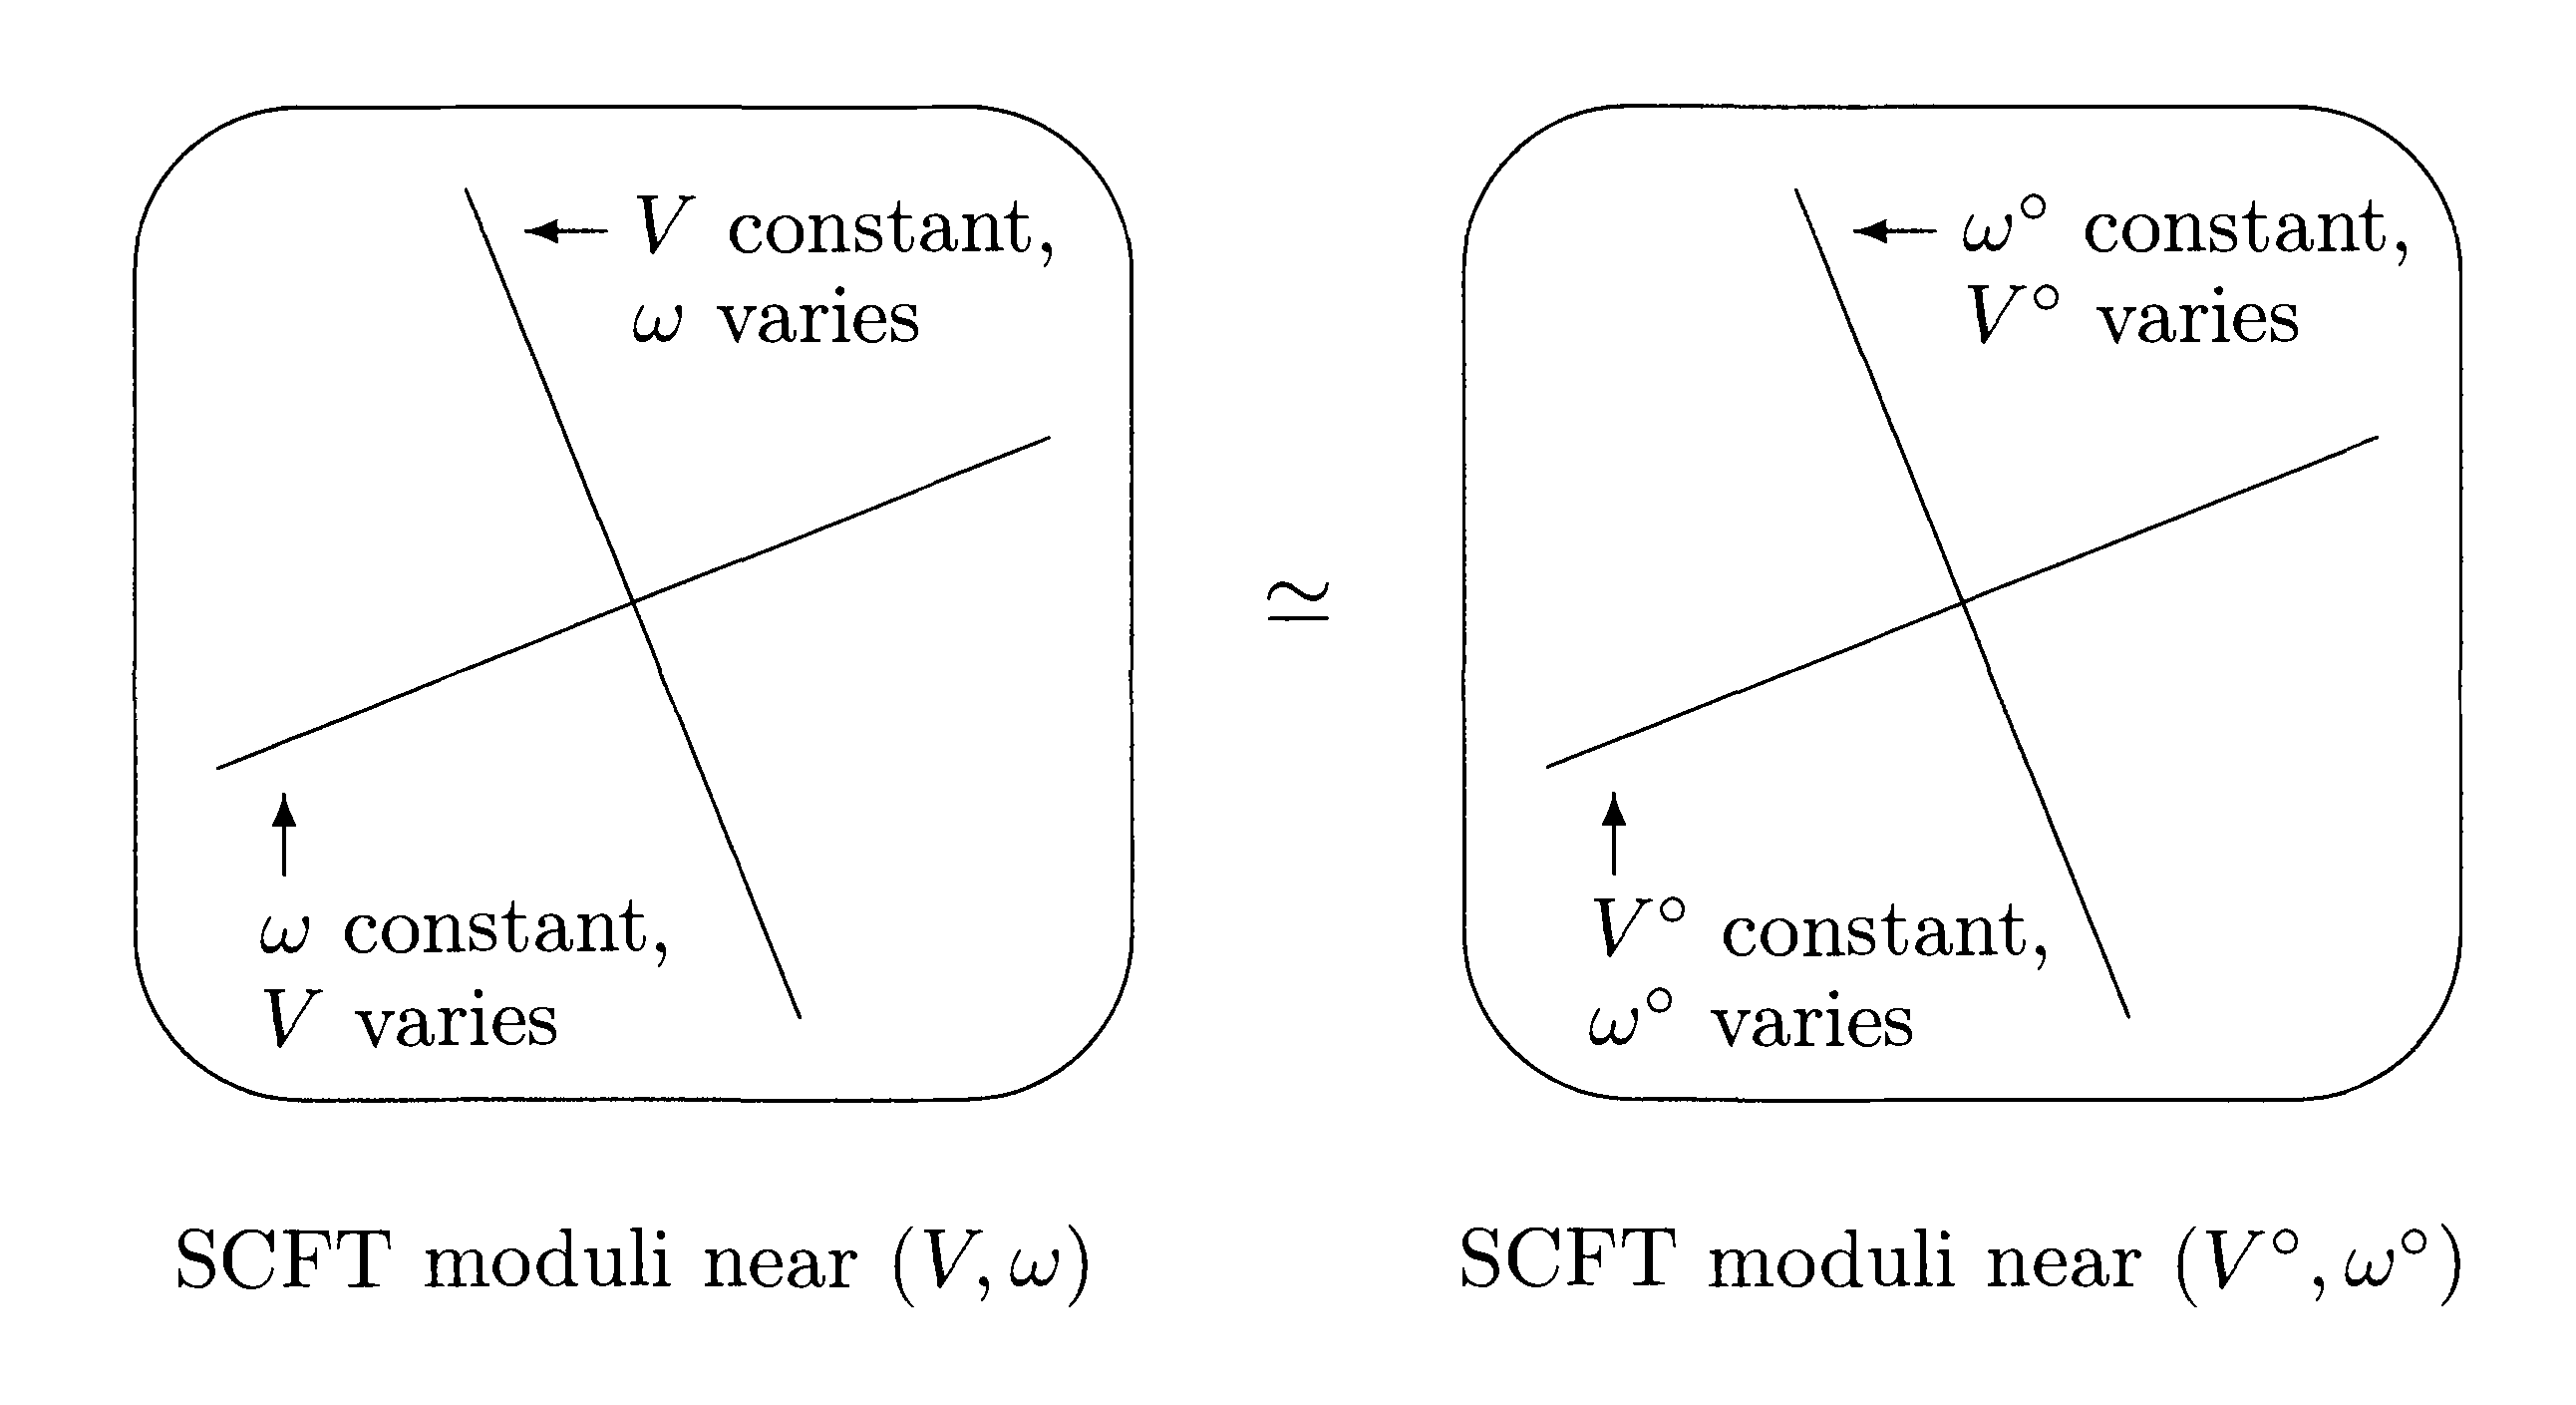 V constant,
ω varies
ω constant,
V varies
≃
ω° constant,
V° varies
V° constant,
ω° varies
SCFT moduli near (V, ω)
SCFT moduli near (V°, ω°)